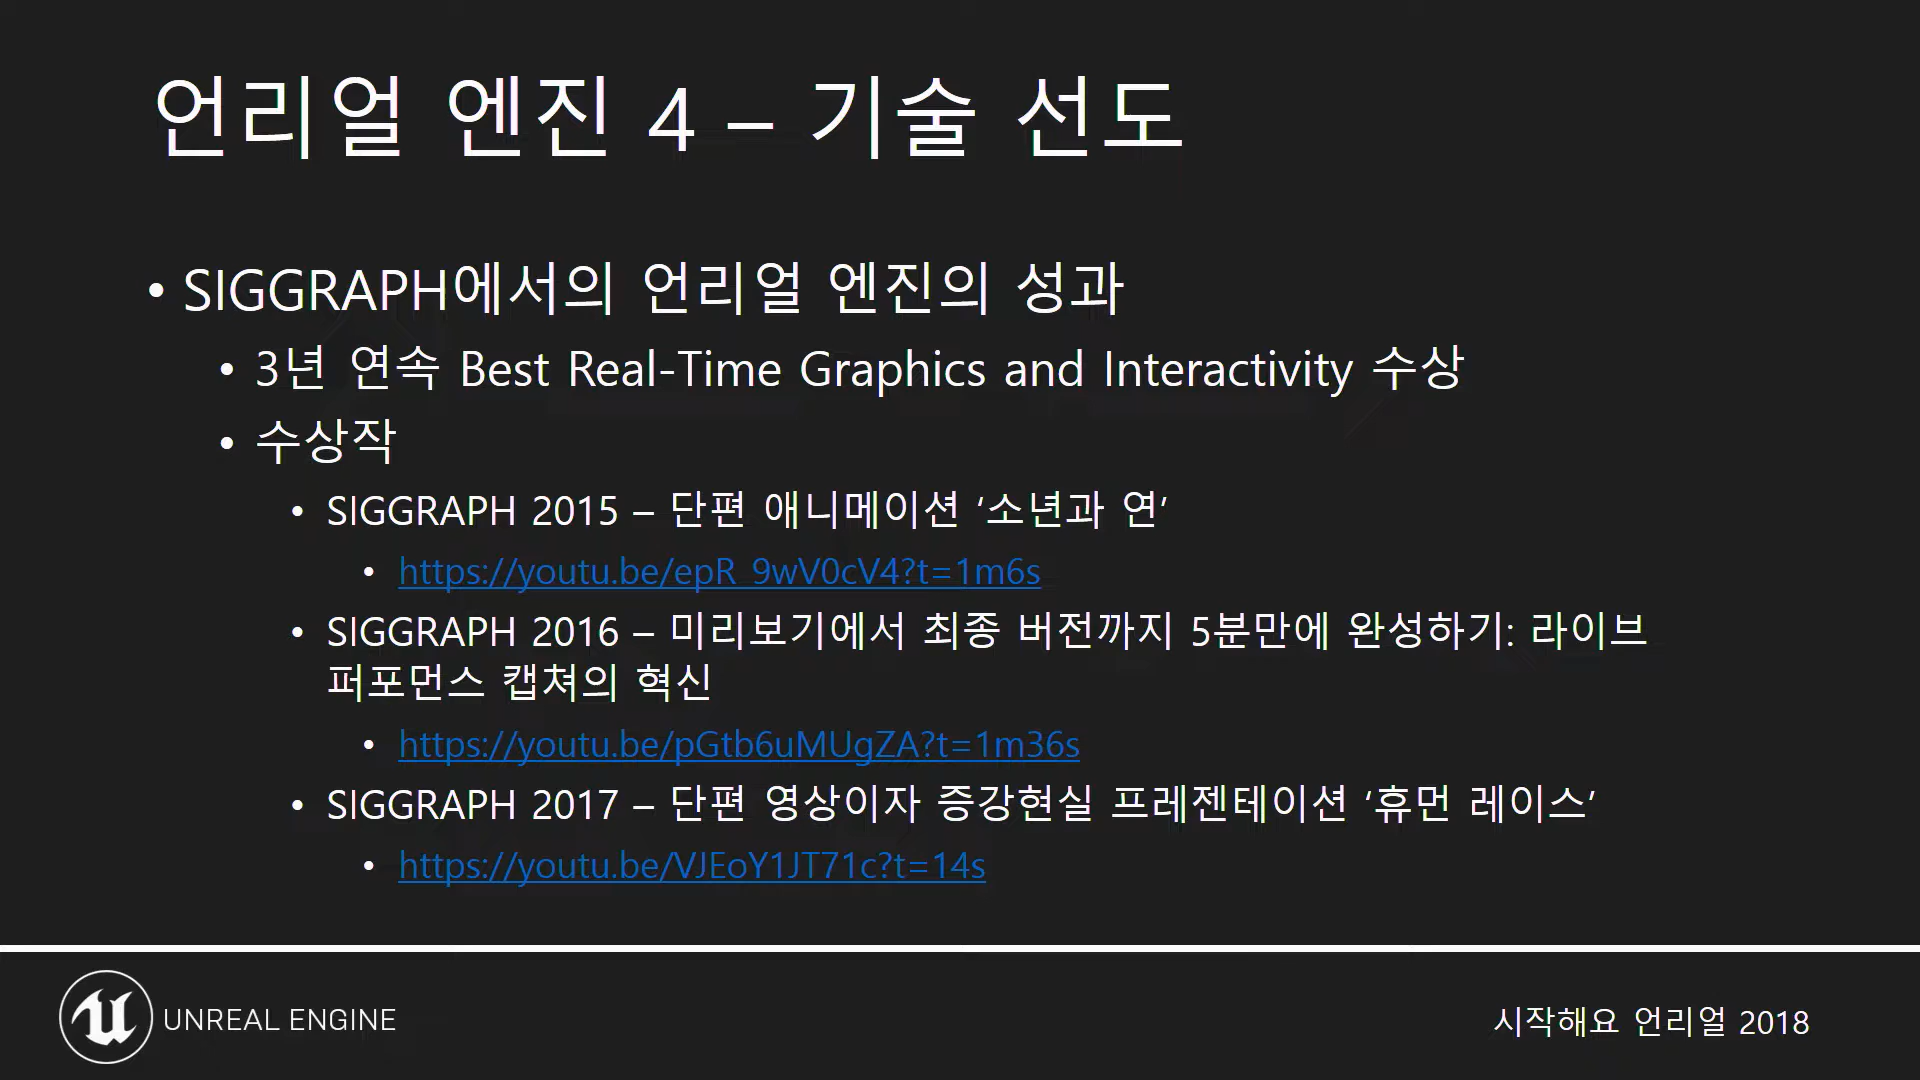 언리얼 엔진 4 – 기술 선도
• SIGGRAPH에서의 언리얼 엔진의 성과
• 3년 연속 Best Real-Time Graphics and Interactivity 수상
• 수상작
• SIGGRAPH 2015 – 단편 애니메이션 ‘소년과 연’
• https://youtu.be/epR_9wV0cV4?t=1m6s
• SIGGRAPH 2016 – 미리보기에서 최종 버전까지 5분만에 완성하기: 라이브
퍼포먼스 캡쳐의 혁신
• https://youtu.be/pGtb6uMUgZA?t=1m36s
• SIGGRAPH 2017 – 단편 영상이자 증강현실 프레젠테이션 ‘휴먼 레이스’
• https://youtu.be/VJEoY1JT71c?t=14s
UNREAL ENGINE
시작해요 언리얼 2018